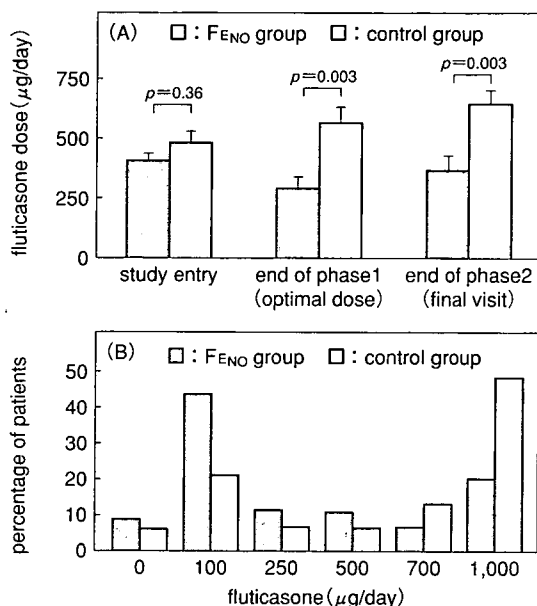 (A) □ : FENO group □ : control group
fluticasone dose (μg/day)
750
500
250
0
p=0.36
p=0.003
p=0.003
study entry
end of phase1
(optimal dose)
end of phase2
(final visit)
(B) □ : FENO group □ : control group
percentage of patients
50
40
30
20
10
0
0 100 250 500 700 1,000
fluticasone (μg/day)